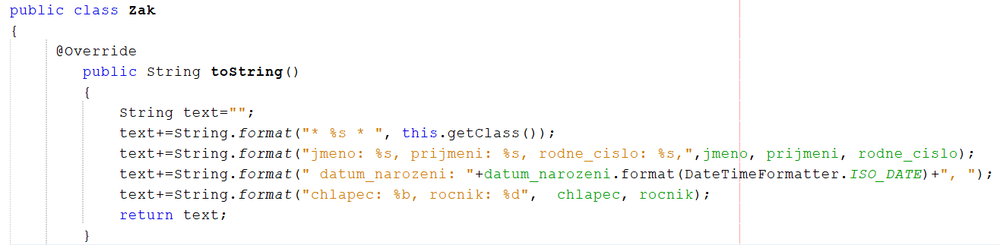 public class Zak
{
@Override
public String toString()
{
String text="";
text+=String.format("* %s * ", this.getClass());
text+=String.format("jmeno: %s, prijmeni: %s, rodne_cislo: %s,",jmeno, prijmeni, rodne_cislo);
text+=String.format(" datum_narozeni: "+datum_narozeni.format(DateTimeFormatter.ISO_DATE)+", ");
text+=String.format("chlapec: %b, rocnik: %d",  chlapec, rocnik);
return text;
}